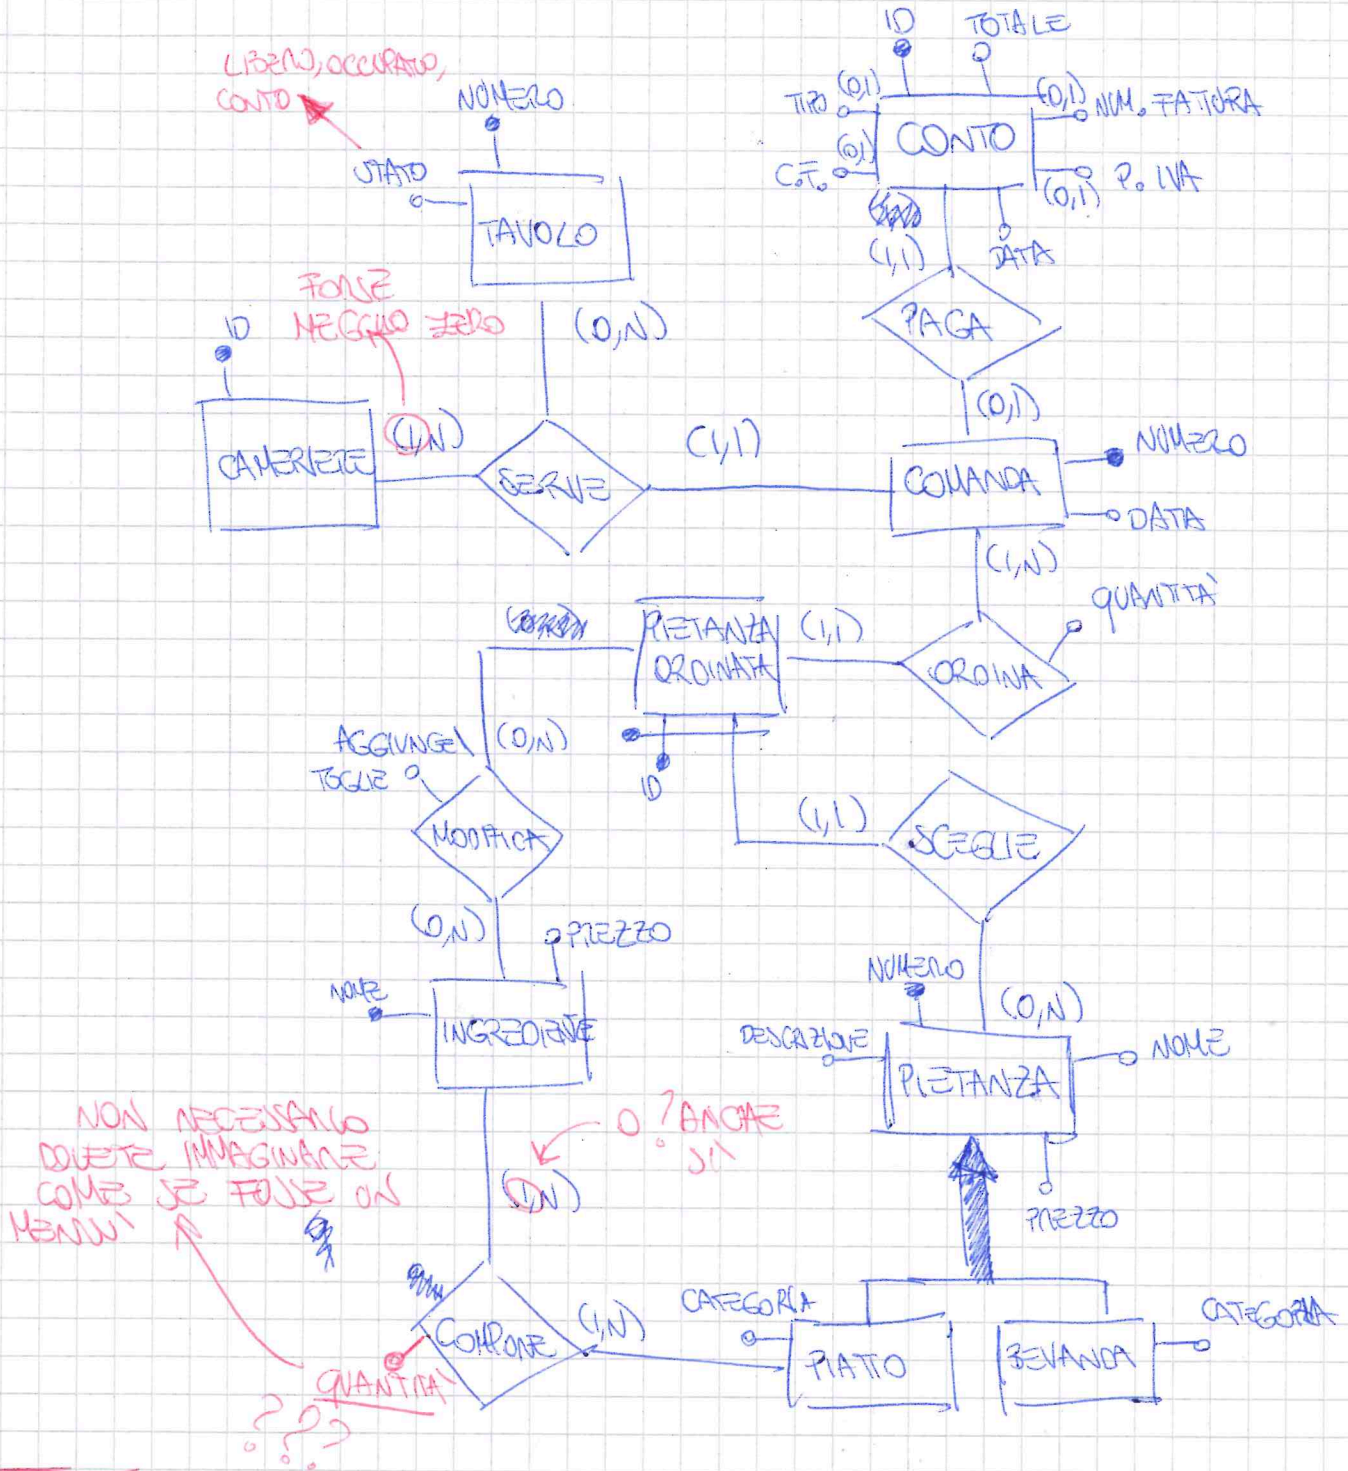 ID
TOTALE
LIBERO, OCCUPATO,
CONTO
NUMERO
TIPO
(0,1)
(0,1)
NUM. FATTURA
CONTO
STATO
(0,1)
C.F.
(0,1)
P. IVA
TAVOLO
(1,1)
DATA
FORSE
MEGGLIO ZERO
ID
(0,N)
PAGA
(0,1)
(1,N)
(1,1)
NUMERO
CAMERIERE
SERVE
COMANDA
DATA
(1,N)
QUANTITÀ
PIETANZA
ORDINATA
(1,1)
ORDINA
AGGIUNGE\
TOGLIE
(0,N)
ID
(1,1)
MODIFICA
SCEGLIE
(0,N)
PREZZO
NUMERO
NOME
(0,N)
INGREDIENTE
DESCRIZIONE
NOME
PIETANZA
NON NECESSARIO
DOVETE IMMAGINARE
COME SE FOSSE UN
MENÙ
0? ANCHE
SI'
(1,N)
PREZZO
CATEGORIA
CATEGORIA
COMPONE
(1,N)
PIATTO
BEVANDA
QUANTITA'
???